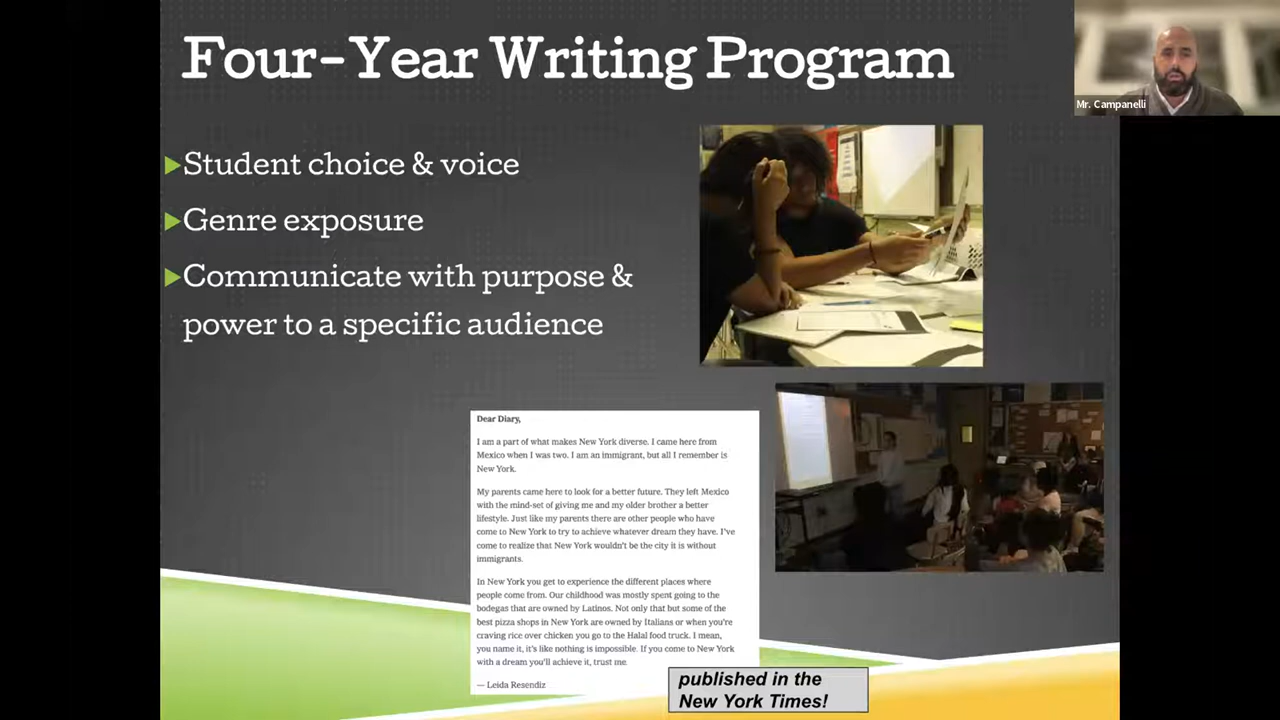 Four-Year Writing Program
Mr. Campanelli
Student choice & voice
Genre exposure
Communicate with purpose &
power to a specific audience
Dear Diary,
I am a part of what makes New York diverse. I came here from
Mexico when I was two. I am an immigrant, but all I remember is
New York.
My parents came here to look for a better future. They left Mexico
with the mind-set of giving me and my older brother a better
lifestyle. Just like my parents there are other people who have
come to New York to try to achieve whatever dream they have. I've
come to realize that New York wouldn't be the city it is without
immigrants.
In New York you get to experience the different places where
people come from. Our childhood was mostly spent going to the
bodegas that are owned by Latinos. Not only that but some of the
best pizza shops in New York are owned by Italians or when you're
craving rice over chicken you go to the Halal food truck. I mean,
you name it, it's like nothing is impossible. If you come to New York
with a dream you'll achieve it, trust me.
— Leida Resendiz
published in the
New York Times!